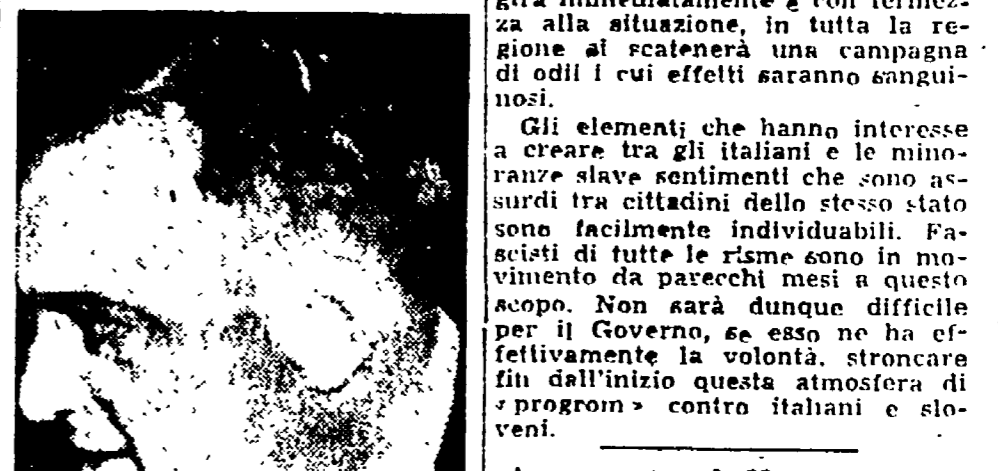 za alla situazione, in tutta la re-
gione si scatenerà una campagna
di odii i cui effetti saranno sangui-
nosi.
Gli elementi che hanno interesse
a creare tra gli italiani e le mino-
ranze slave sentimenti che sono as-
surdi tra cittadini dello stesso stato
sono facilmente individuabili. Fa-
scisti di tutte le risme sono in mo-
vimento da parecchi mesi a questo
scopo. Non sarà dunque difficile
per il Governo, se esso ne ha ef-
fettivamente la volontà, stroncare
fin dall'inizio questa atmosfera di
« progrom » contro italiani e slo-
veni.